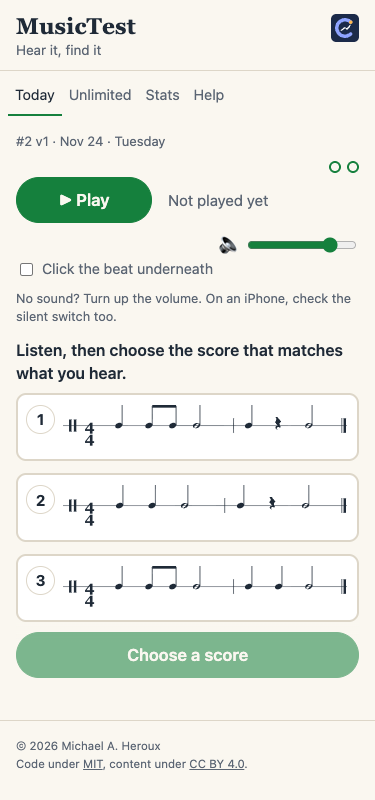 MusicTest
Hear it, find it
Today Unlimited Stats Help
#2 v1 · Nov 24 · Tuesday
Play
Not played yet
Click the beat underneath
No sound? Turn up the volume. On an iPhone, check the
silent switch too.
Listen, then choose the score that matches
what you hear.
1
4
4
2
4
4
3
4
4
Choose a score
© 2026 Michael A. Heroux
Code under MIT, content under CC BY 4.0.